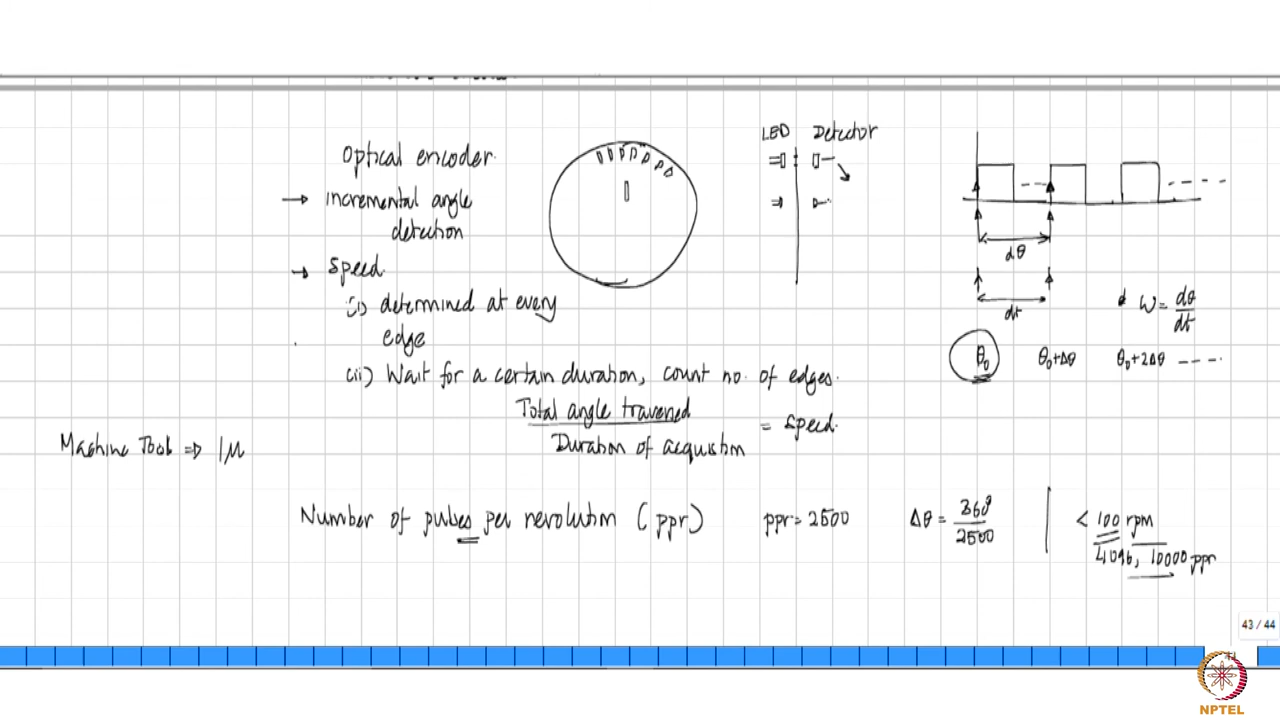 Optical encoder.
→ incremental angle
detection
→ Speed.
(i) determined at every
edge
(ii) Wait for a certain duration, count no. of edges.
Total angle traversed
Duration of acquisition
= Speed.
LED Detector
dθ
dt
ω = dθ/dt
θ₀ θ₀+Δθ θ₀+2Δθ ----
Machine Tool ⇒ 1μ
Number of pulses per revolution (ppr) ppr = 2500 Δθ = 360°/2500
< 100 rpm
4096, 10000 ppr
43 / 44
NPTEL